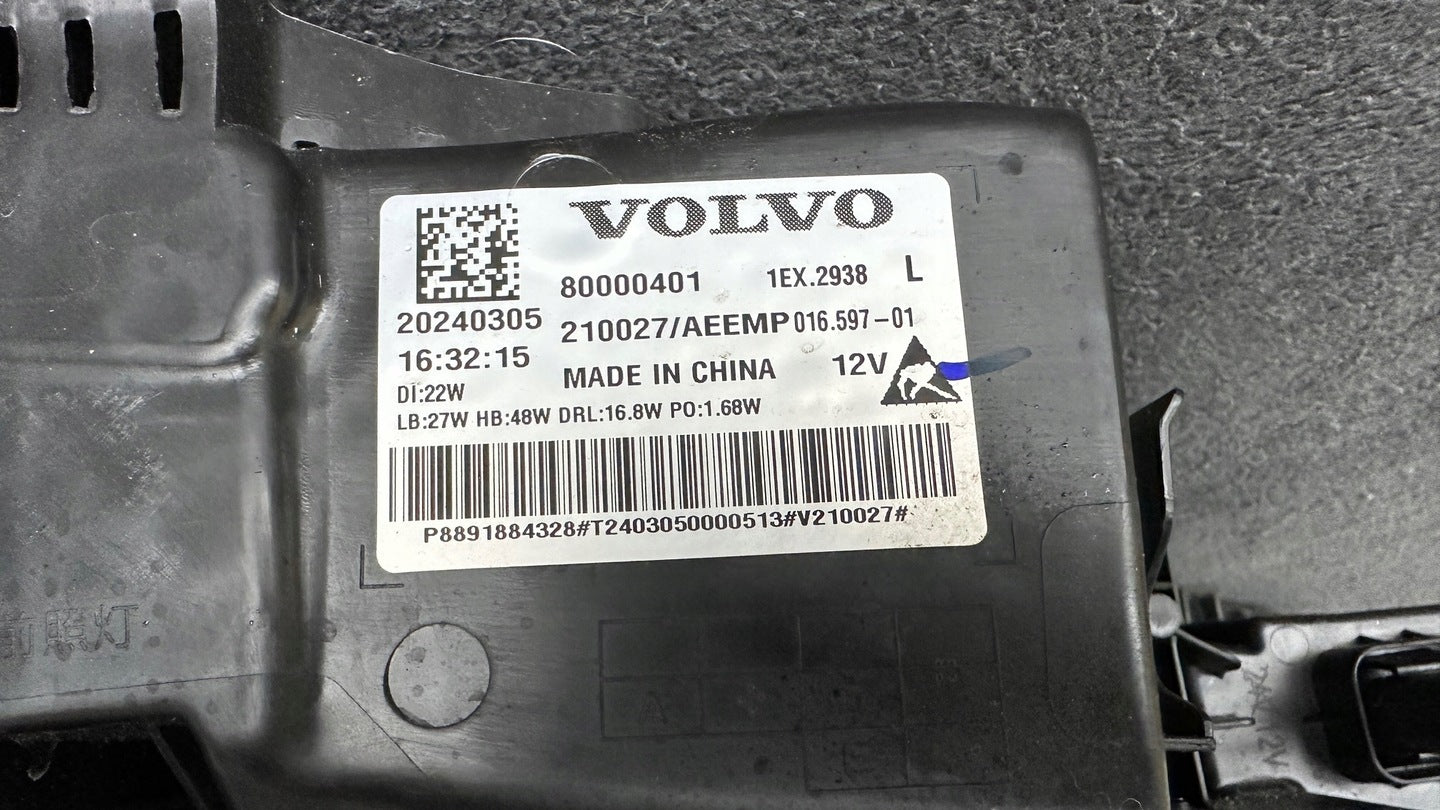 VOLVO
80000401 1EX.2938 L
20240305
210027/AEEMP 016.597-01
16:32:15
MADE IN CHINA 12V
DI:22W
LB:27W HB:48W DRL:16.8W PO:1.68W
P8891884328#T2403050000513#V210027#
前照灯
A
12V